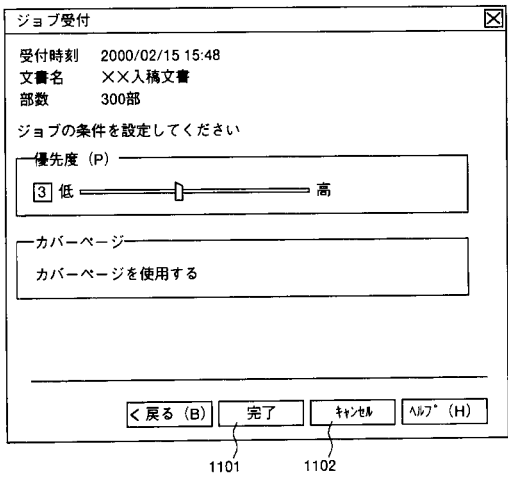 ジョブ受付
受付時刻 2000/02/15 15:48
文書名 ××入稿文書
部数 300部
ジョブの条件を設定してください
優先度 (P)
3 低 高
カバーページ
カバーページを使用する
< 戻る (B) 完了 ｷｬﾝｾﾙ ﾍﾙﾌﾟ (H)
1101 1102